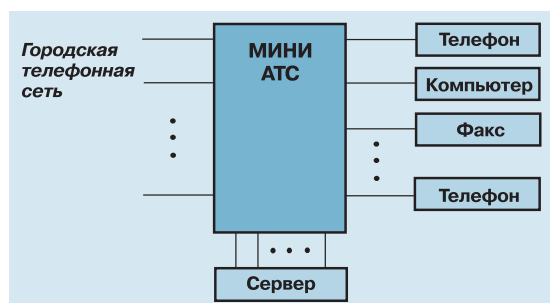 Городская
телефонная
сеть
МИНИ
АТС
Телефон
Компьютер
Факс
Телефон
Сервер